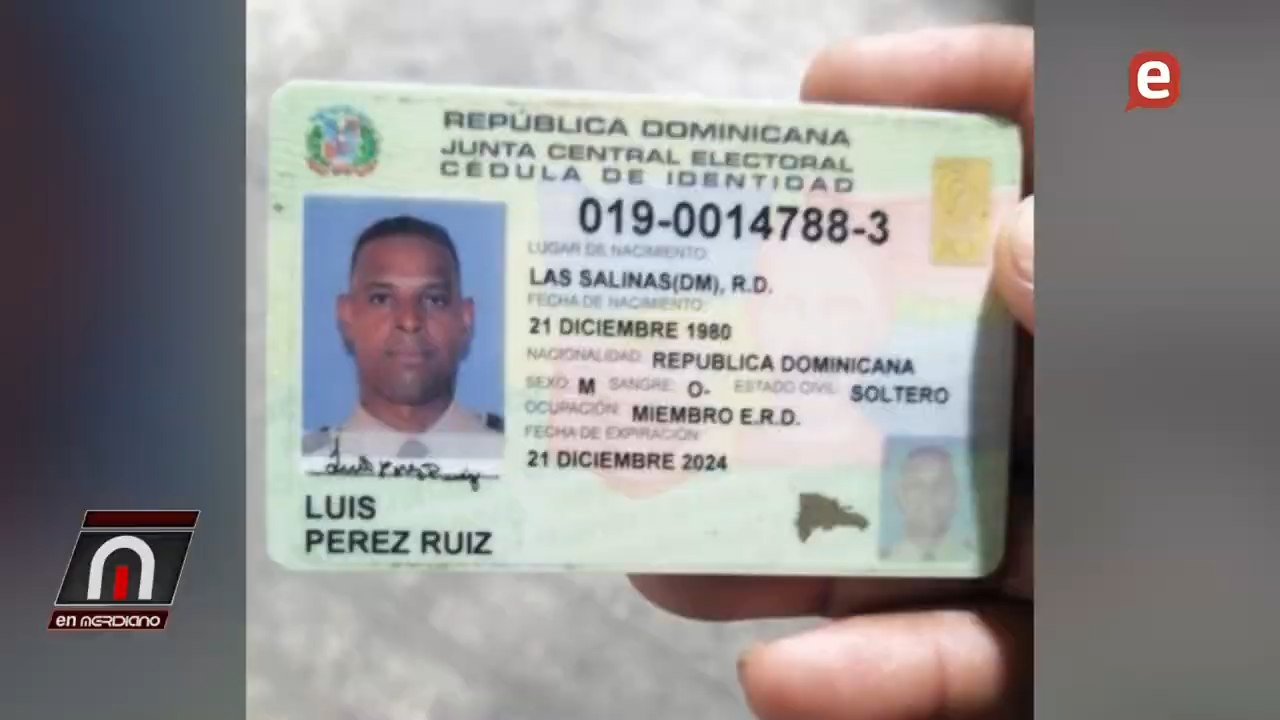 e
REPÚBLICA DOMINICANA
JUNTA CENTRAL ELECTORAL
CÉDULA DE IDENTIDAD
019-0014788-3
LUGAR DE NACIMIENTO:
LAS SALINAS(DM), R.D.
FECHA DE NACIMIENTO:
21 DICIEMBRE 1980
NACIONALIDAD: REPUBLICA DOMINICANA
SEXO: M SANGRE: O- ESTADO CIVIL: SOLTERO
OCUPACIÓN: MIEMBRO E.R.D.
FECHA DE EXPIRACIÓN:
21 DICIEMBRE 2024
LUIS
PEREZ RUIZ
en MERDIANO